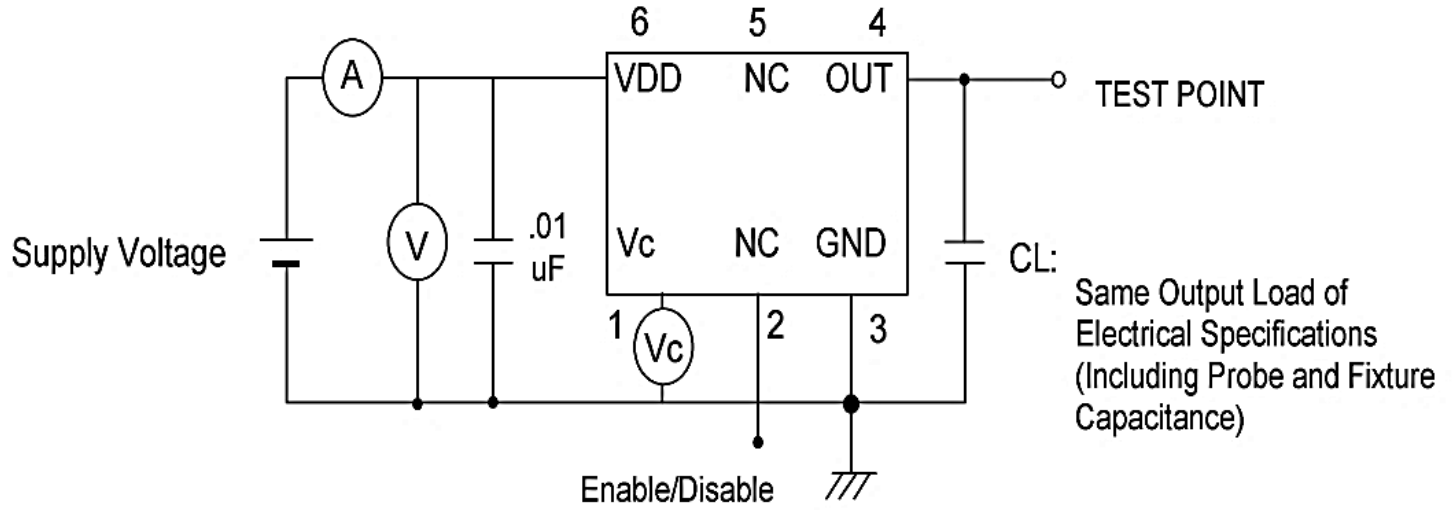 6 5 4
A
VDD NC OUT
TEST POINT
Supply Voltage
V
.01
uF
Vc NC GND
CL:
1 2 3
Vc
Same Output Load of
Electrical Specifications
(Including Probe and Fixture
Capacitance)
Enable/Disable